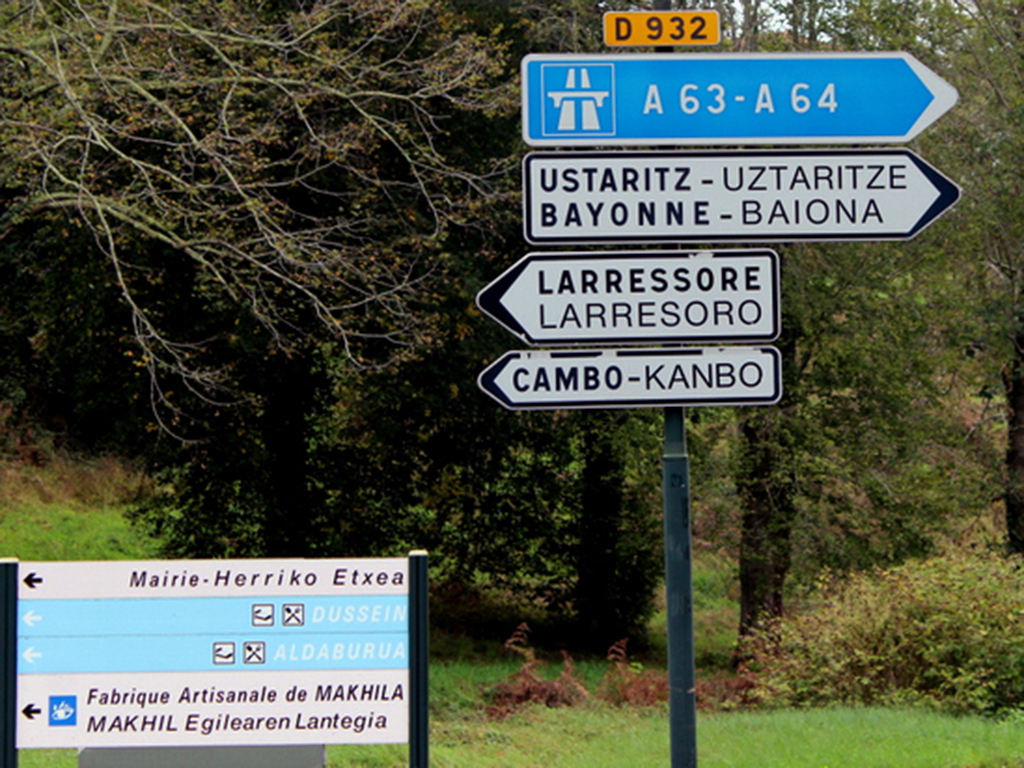 D 932
A 63-A 64
USTARITZ-UZTARITZE
BAYONNE-BAIONA
LARRESSORE
LARRESORO
CAMBO-KANBO
Mairie-Herriko Etxea
DUSSEIN
ALDABURUA
Fabrique Artisanale de MAKHILA
MAKHIL Egilearen Lantegia